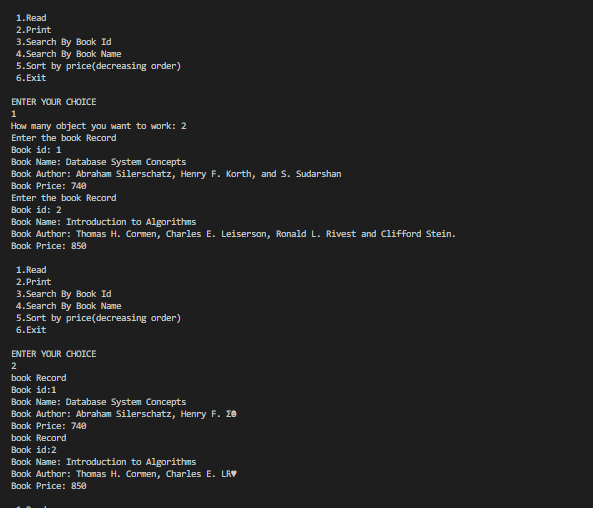 1.Read
2.Print
3.Search By Book Id
4.Search By Book Name
5.Sort by price(decreasing order)
6.Exit
ENTER YOUR CHOICE
1
How many object you want to work: 2
Enter the book Record
Book id: 1
Book Name: Database System Concepts
Book Author: Abraham Silerschatz, Henry F. Korth, and S. Sudarshan
Book Price: 740
Enter the book Record
Book id: 2
Book Name: Introduction to Algorithms
Book Author: Thomas H. Cormen, Charles E. Leiserson, Ronald L. Rivest and Clifford Stein.
Book Price: 850
1.Read
2.Print
3.Search By Book Id
4.Search By Book Name
5.Sort by price(decreasing order)
6.Exit
ENTER YOUR CHOICE
2
book Record
Book id:1
Book Name: Database System Concepts
Book Author: Abraham Silerschatz, Henry F.
Book Price: 740
book Record
Book id:2
Book Name: Introduction to Algorithms
Book Author: Thomas H. Cormen, Charles E. LR♥
Book Price: 850